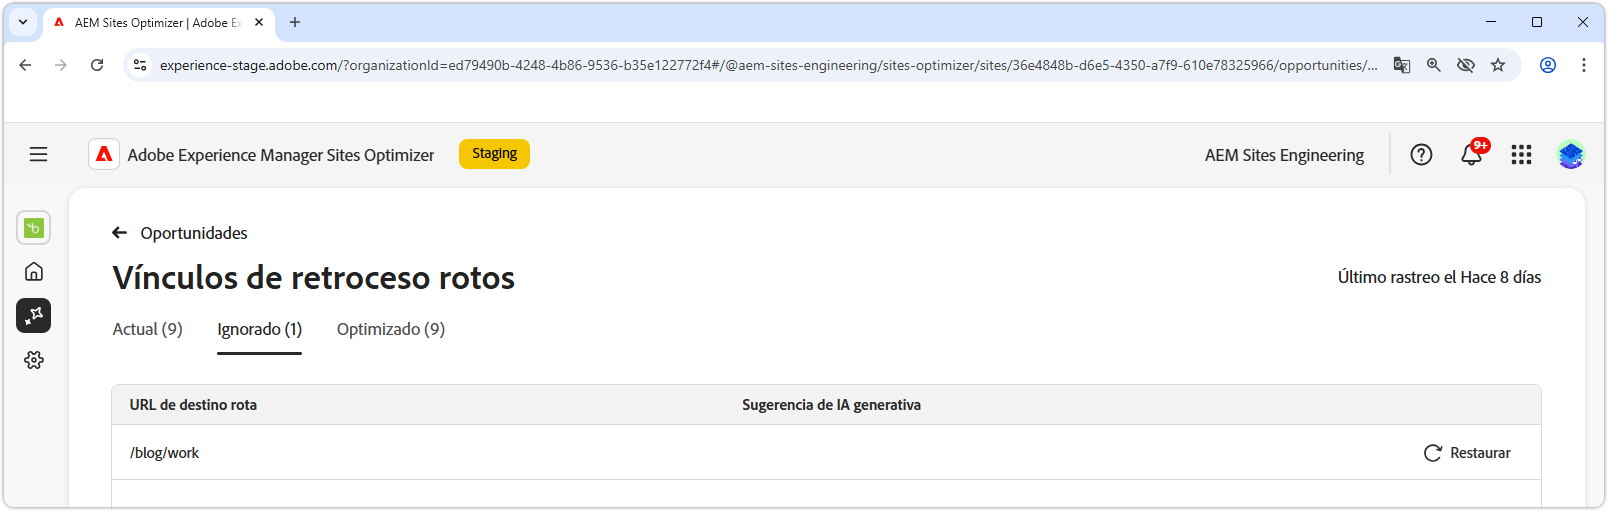 AEM Sites Optimizer | Adobe Ex
experience-stage.adobe.com/?organizationId=ed79490b-4248-4b86-9536-b35e122772f4#/@aem-sites-engineering/sites-optimizer/sites/36e4848b-d6e5-4350-a7f9-610e78325966/opportunities/...
Adobe Experience Manager Sites Optimizer
Staging
AEM Sites Engineering
9+
Oportunidades
Vínculos de retroceso rotos
Último rastreo el Hace 8 días
Actual (9) Ignorado (1) Optimizado (9)
URL de destino rota Sugerencia de IA generativa
/blog/work Restaurar